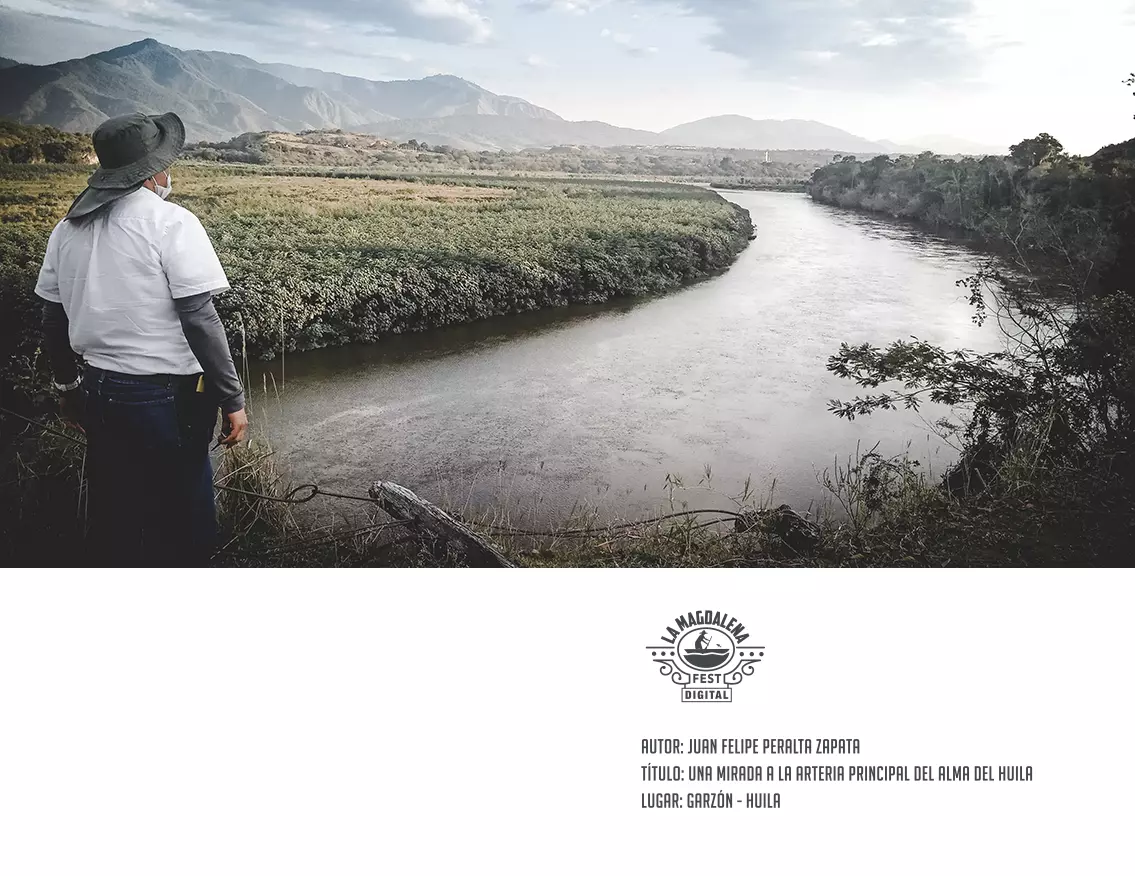 LA MAGDALENA
FEST
DIGITAL
AUTOR: JUAN FELIPE PERALTA ZAPATA
TÍTULO: UNA MIRADA A LA ARTERIA PRINCIPAL DEL ALMA DEL HUILA
LUGAR: GARZÓN - HUILA